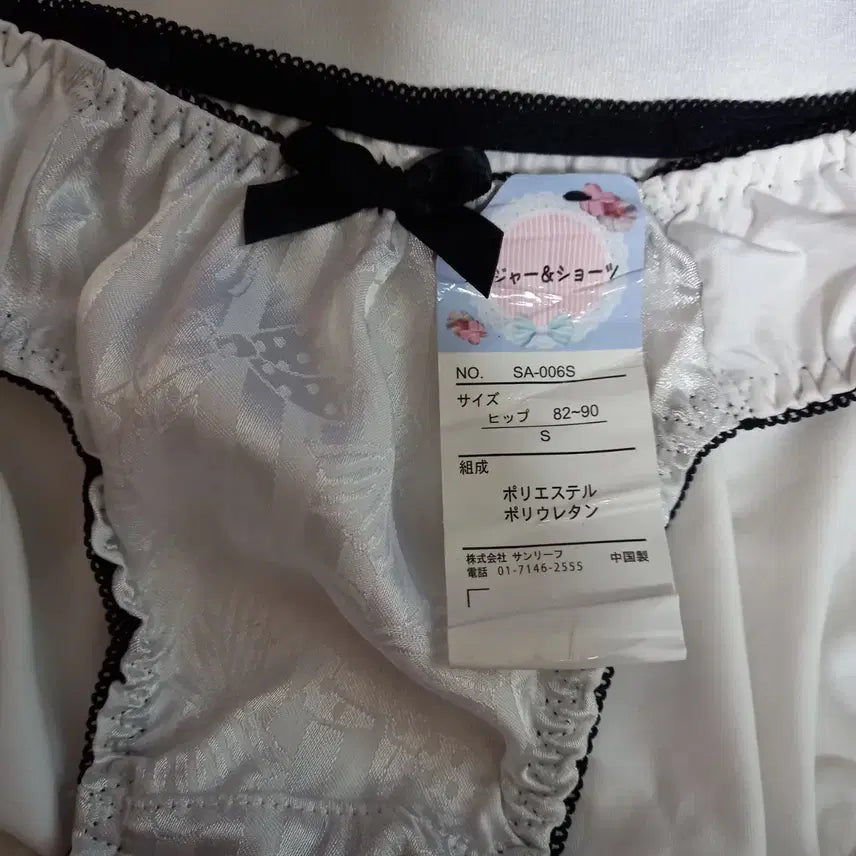 ジャー&ショーツ
NO. SA-006S
サイズ
ヒップ 82~90
S
組成
ポリエステル
ポリウレタン
株式会社 サンリーフ 中国製
電話 01-7146-2555